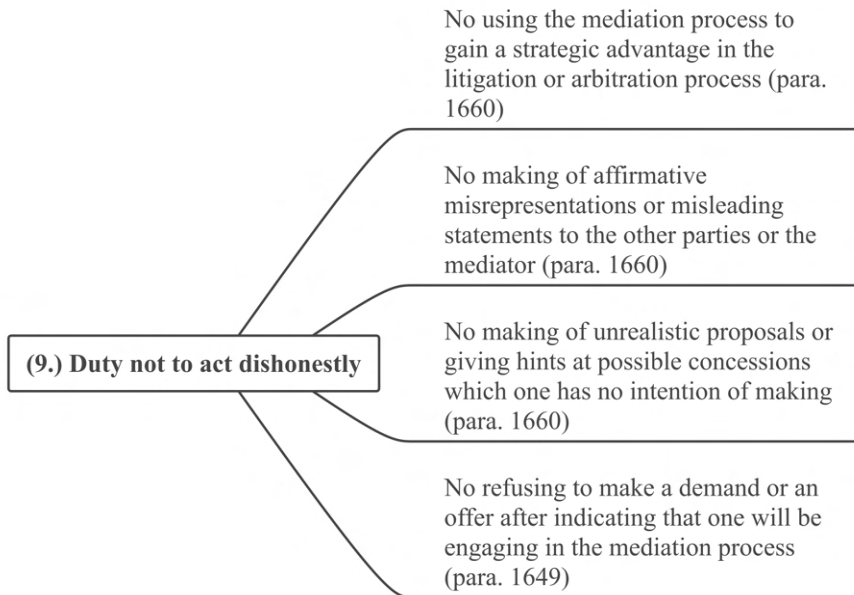 No using the mediation process to
gain a strategic advantage in the
litigation or arbitration process (para.
1660)
No making of affirmative
misrepresentations or misleading
statements to the other parties or the
mediator (para. 1660)
(9.) Duty not to act dishonestly
No making of unrealistic proposals or
giving hints at possible concessions
which one has no intention of making
(para. 1660)
No refusing to make a demand or an
offer after indicating that one will be
engaging in the mediation process
(para. 1649)